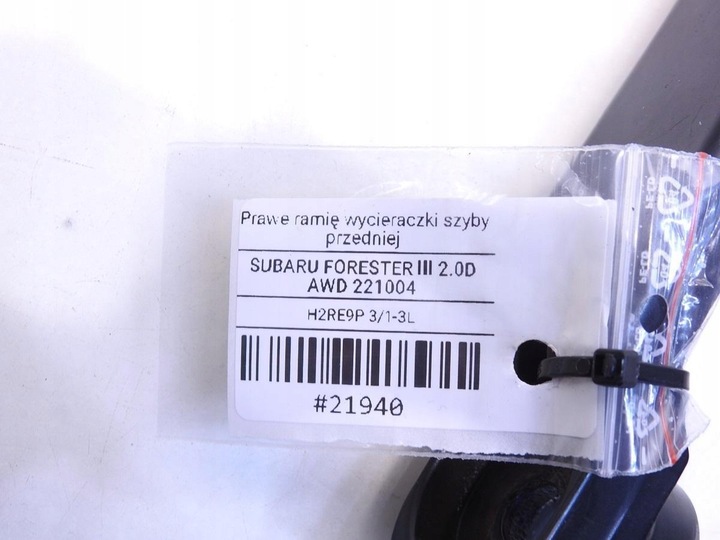 Prawe ramię wycieraczki szyby
przedniej
SUBARU FORESTER III 2.0D
AWD 221004
H2RE9P 3/1-3L
#21940